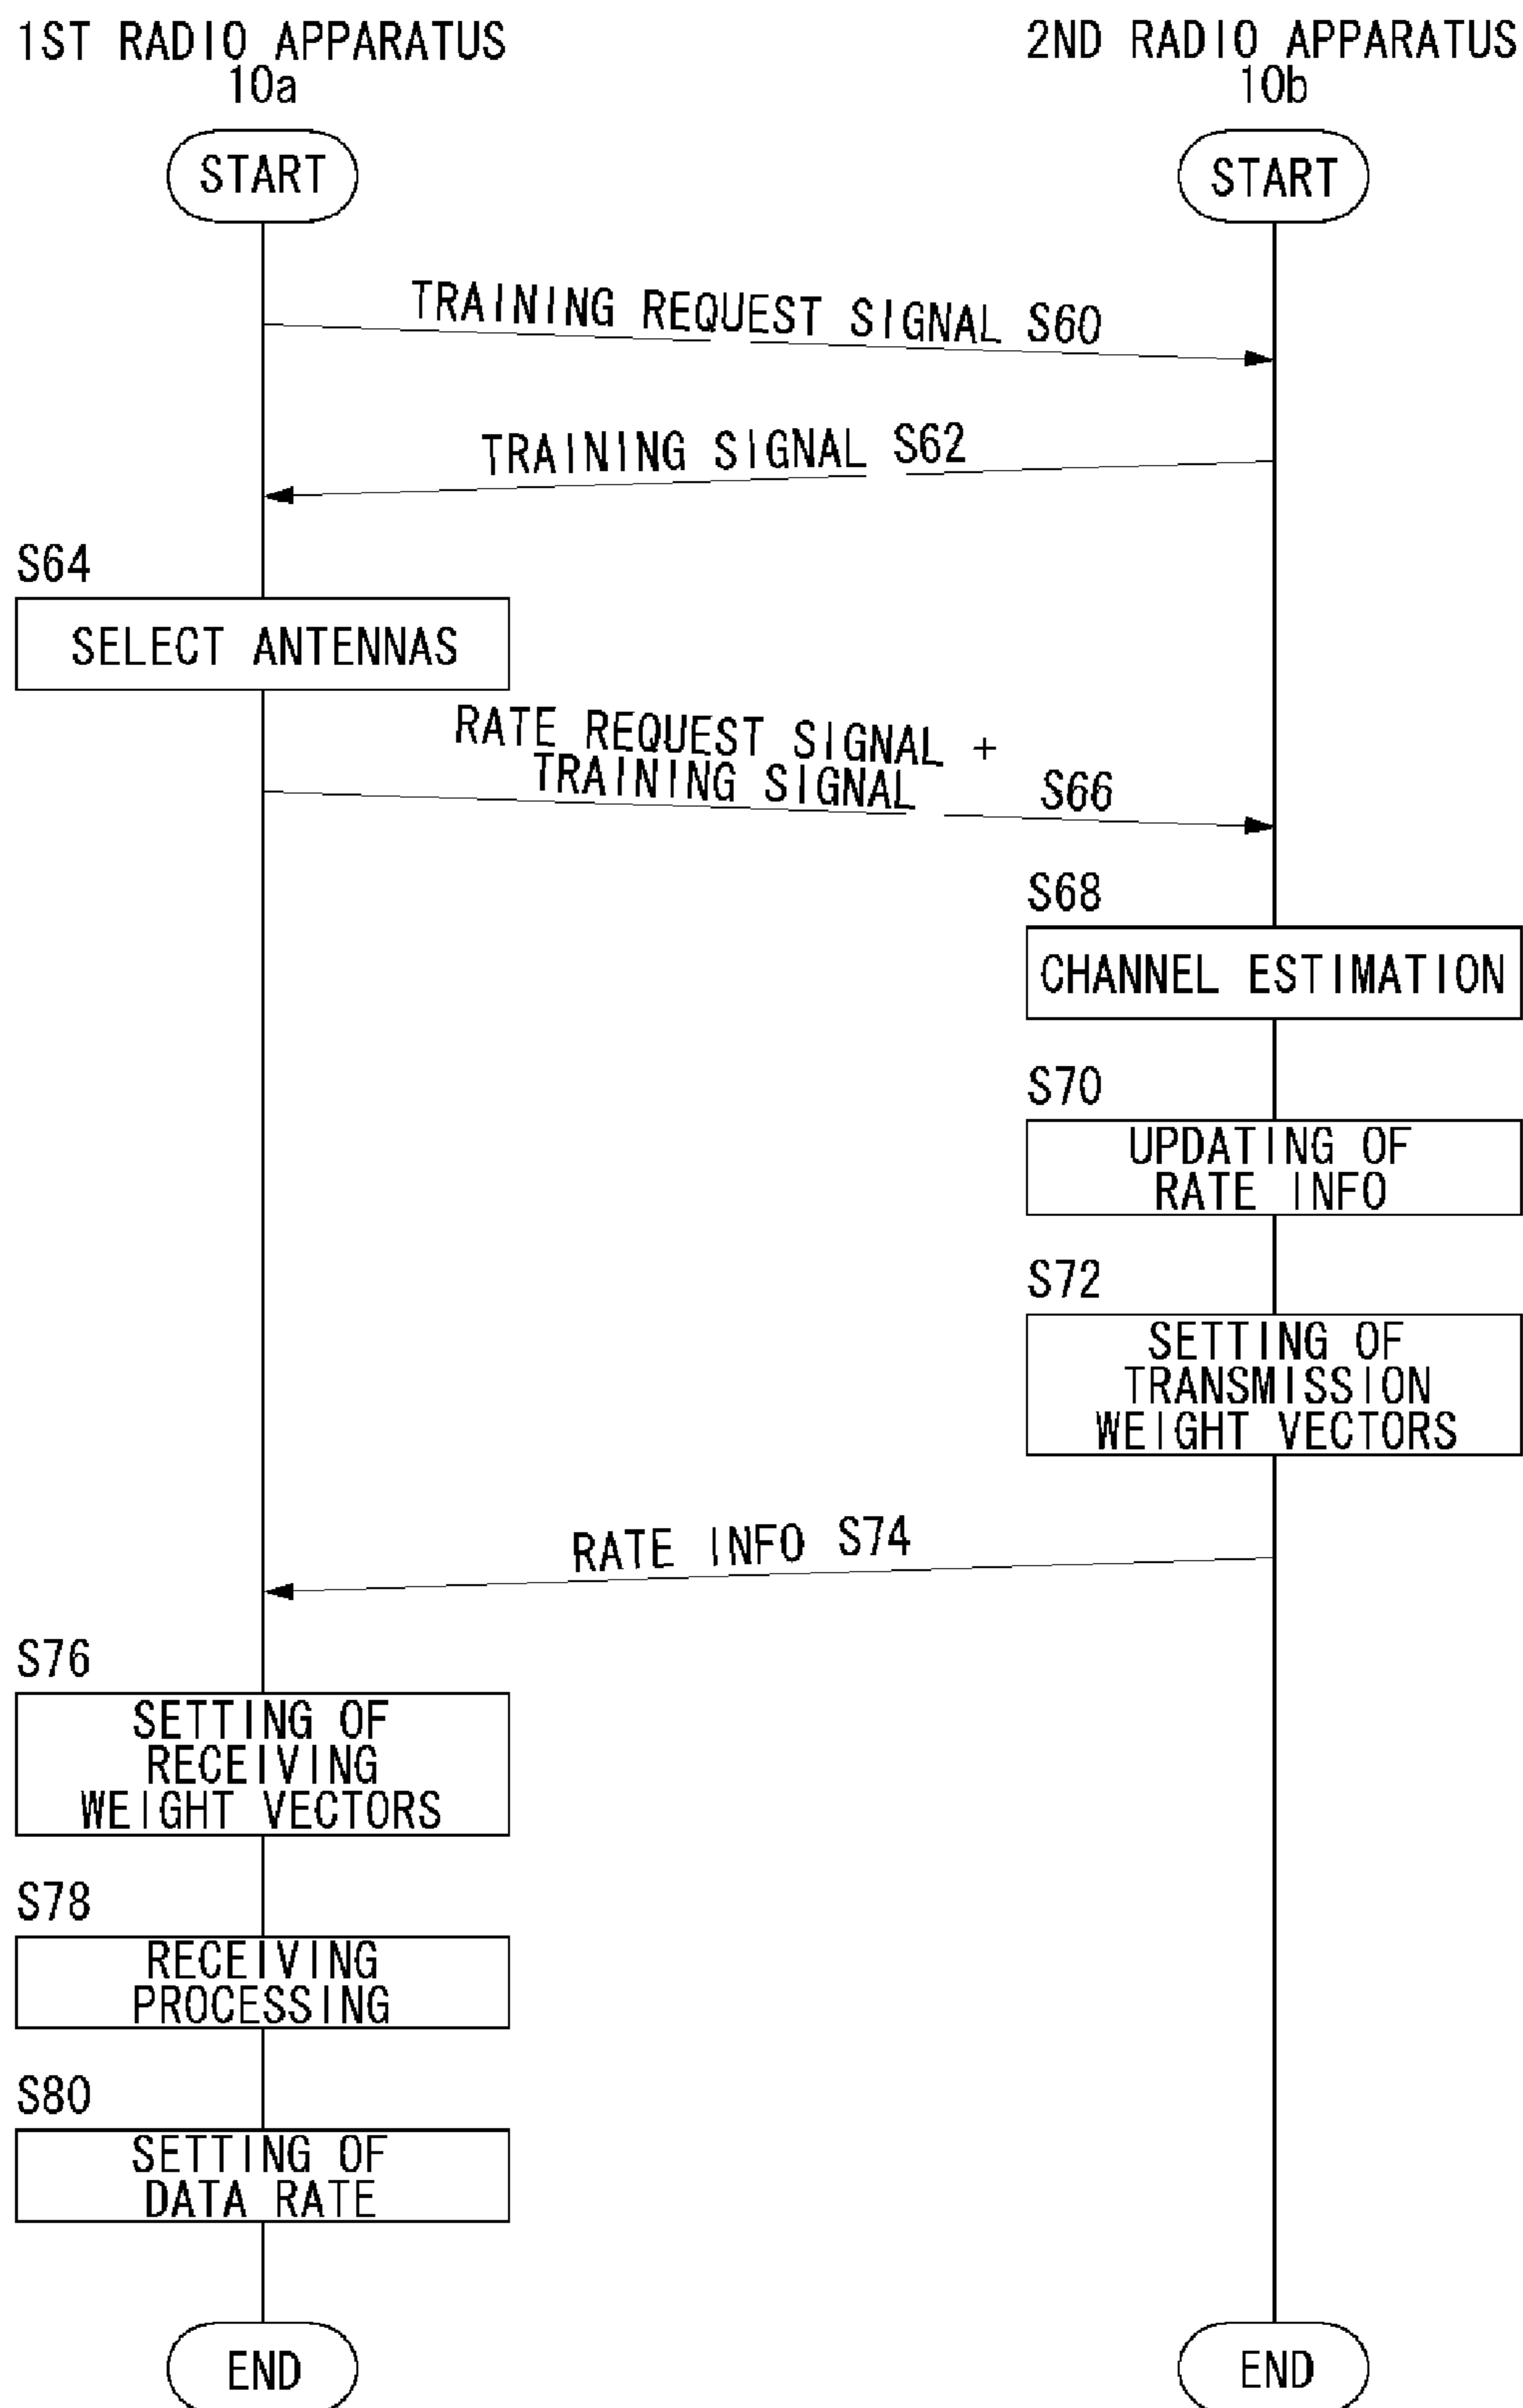 1ST RADIO APPARATUS
10a
2ND RADIO APPARATUS
10b
START
START
TRAINING REQUEST SIGNAL S60
TRAINING SIGNAL S62
S64
SELECT ANTENNAS
RATE REQUEST SIGNAL +
TRAINING SIGNAL S66
S68
CHANNEL ESTIMATION
S70
UPDATING OF
RATE INFO
S72
SETTING OF
TRANSMISSION
WEIGHT VECTORS
RATE INFO S74
S76
SETTING OF
RECEIVING
WEIGHT VECTORS
S78
RECEIVING
PROCESSING
S80
SETTING OF
DATA RATE
END
END